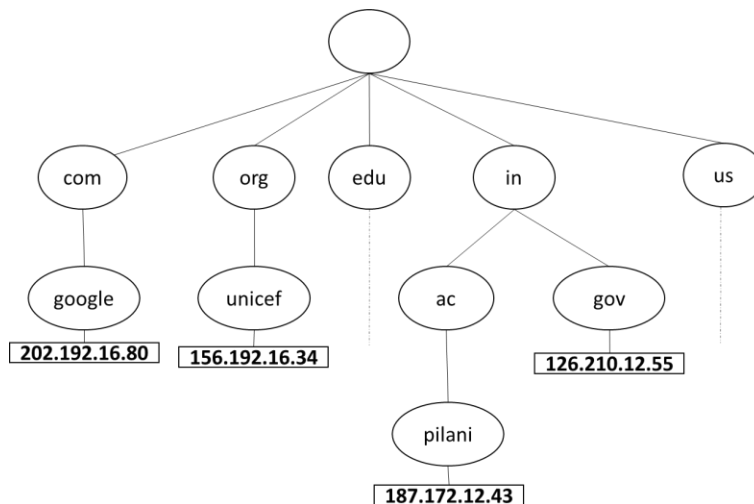 com
org
edu
in
us
google
unicef
ac
gov
202.192.16.80
156.192.16.34
126.210.12.55
pilani
187.172.12.43